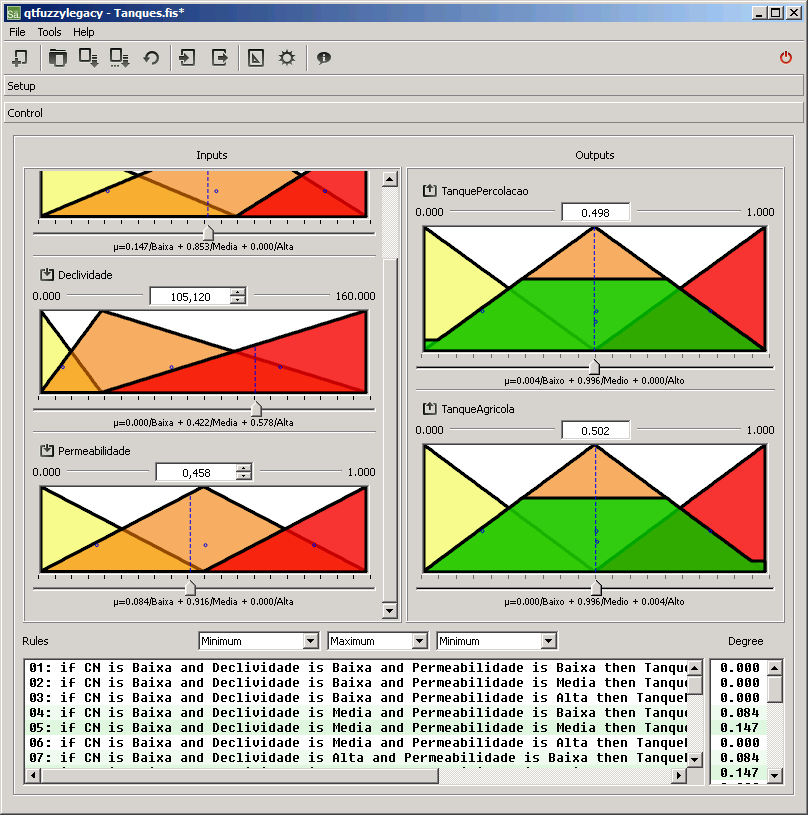 qtfuzzylegacy - Tanques.fis*
File Tools Help
Setup
Control
Inputs
μ=0.147/Baixa + 0.853/Media + 0.000/Alta
Declividade
0.000 105,120 160.000
μ=0.000/Baixa + 0.422/Media + 0.578/Alta
Permeabilidade
0.000 0,458 1.000
μ=0.084/Baixa + 0.916/Media + 0.000/Alta
Outputs
TanquePercolacao
0.000 0.498 1.000
μ=0.004/Baixo + 0.996/Medio + 0.000/Alto
TanqueAgricola
0.000 0.502 1.000
μ=0.000/Baixo + 0.996/Medio + 0.004/Alto
Rules Minimum Maximum Minimum Degree
01: if CN is Baixa and Declividade is Baixa and Permeabilidade is Baixa then Tanque 0.000
02: if CN is Baixa and Declividade is Baixa and Permeabilidade is Media then Tanque 0.000
03: if CN is Baixa and Declividade is Baixa and Permeabilidade is Alta then Tanque 0.000
04: if CN is Baixa and Declividade is Media and Permeabilidade is Baixa then Tanque 0.084
05: if CN is Baixa and Declividade is Media and Permeabilidade is Media then Tanque 0.147
06: if CN is Baixa and Declividade is Media and Permeabilidade is Alta then Tanque 0.000
07: if CN is Baixa and Declividade is Alta and Permeabilidade is Baixa then Tanque 0.084
0.147